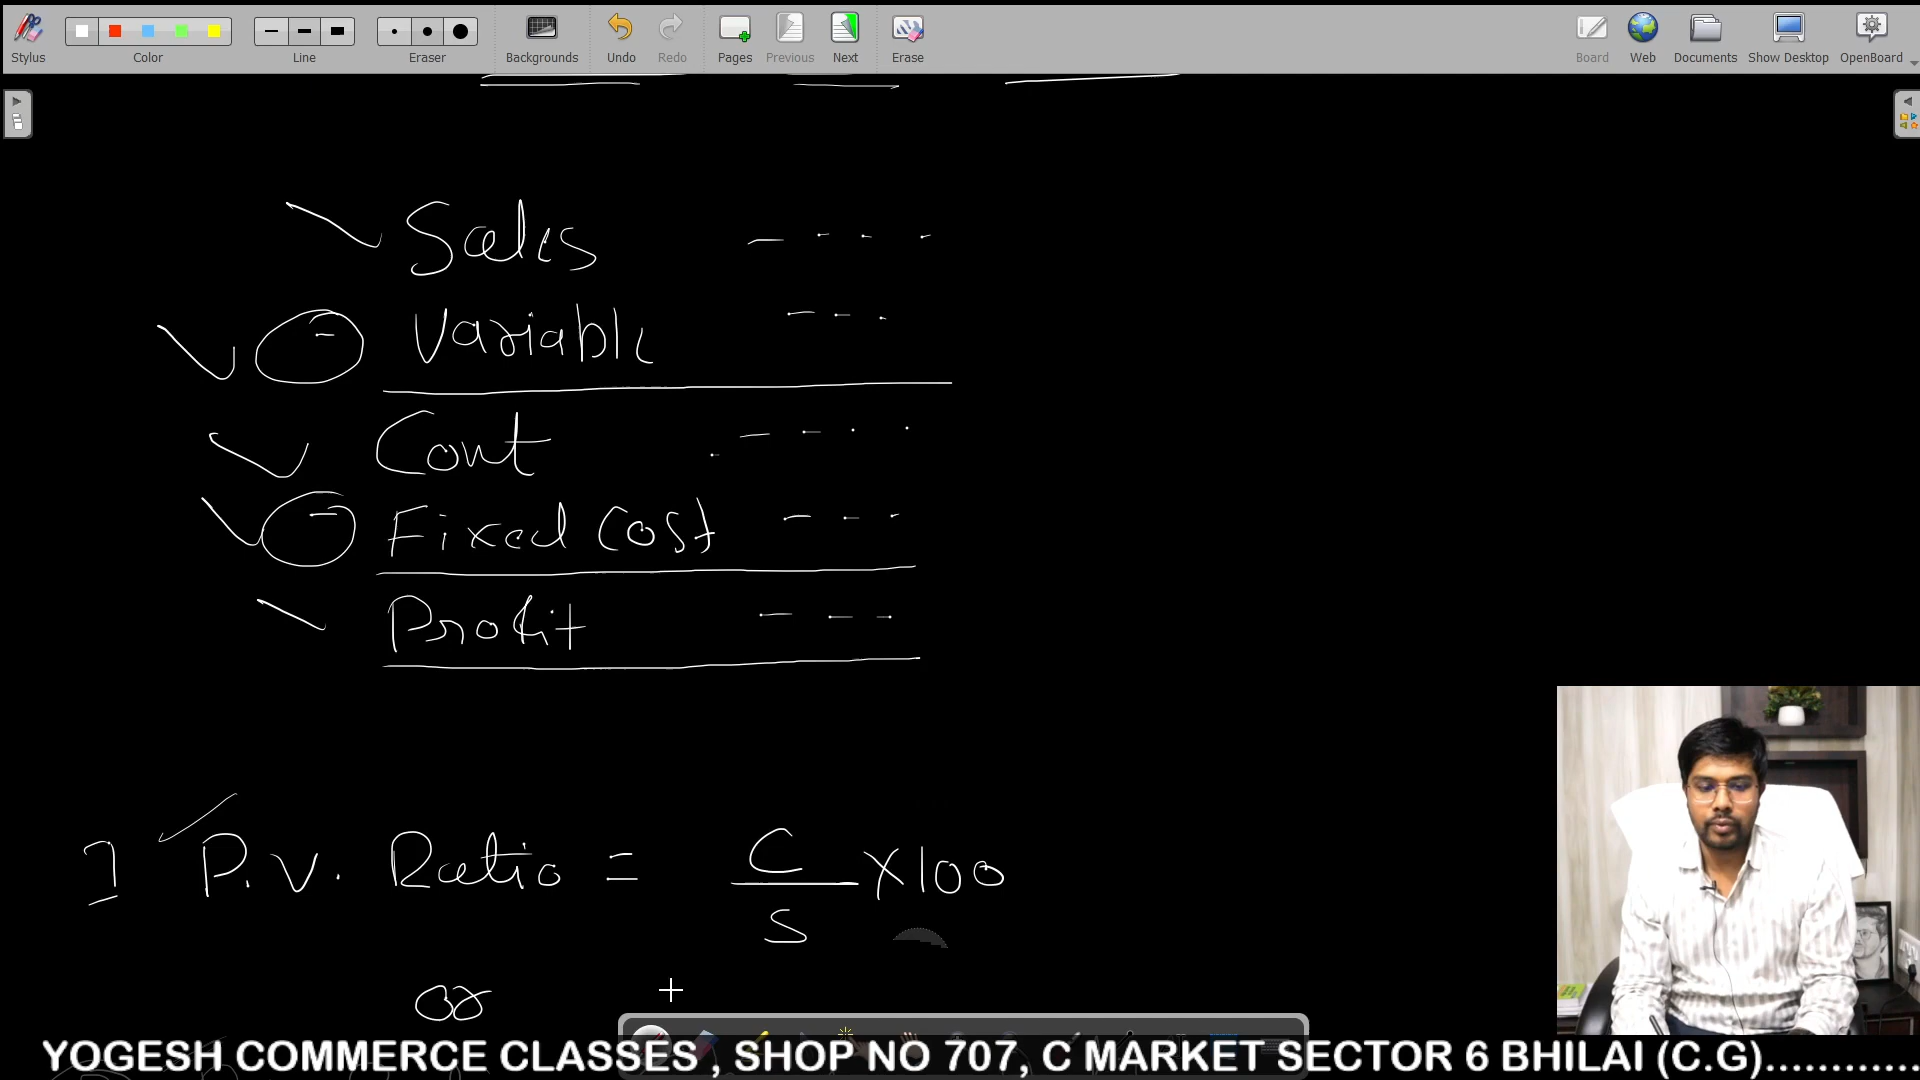 Stylus Color Line Eraser Backgrounds Undo Redo Pages Previous Next Erase Board Web Documents Show Desktop OpenBoard
Sales - - - -
- Variable - - -
Cont - - - -
- Fixed Cost - - -
Profit - - -
1 P.V. Ratio = C/S X100
or
YOGESH COMMERCE CLASSES , SHOP NO 707, C MARKET SECTOR 6 BHILAI (C.G)............